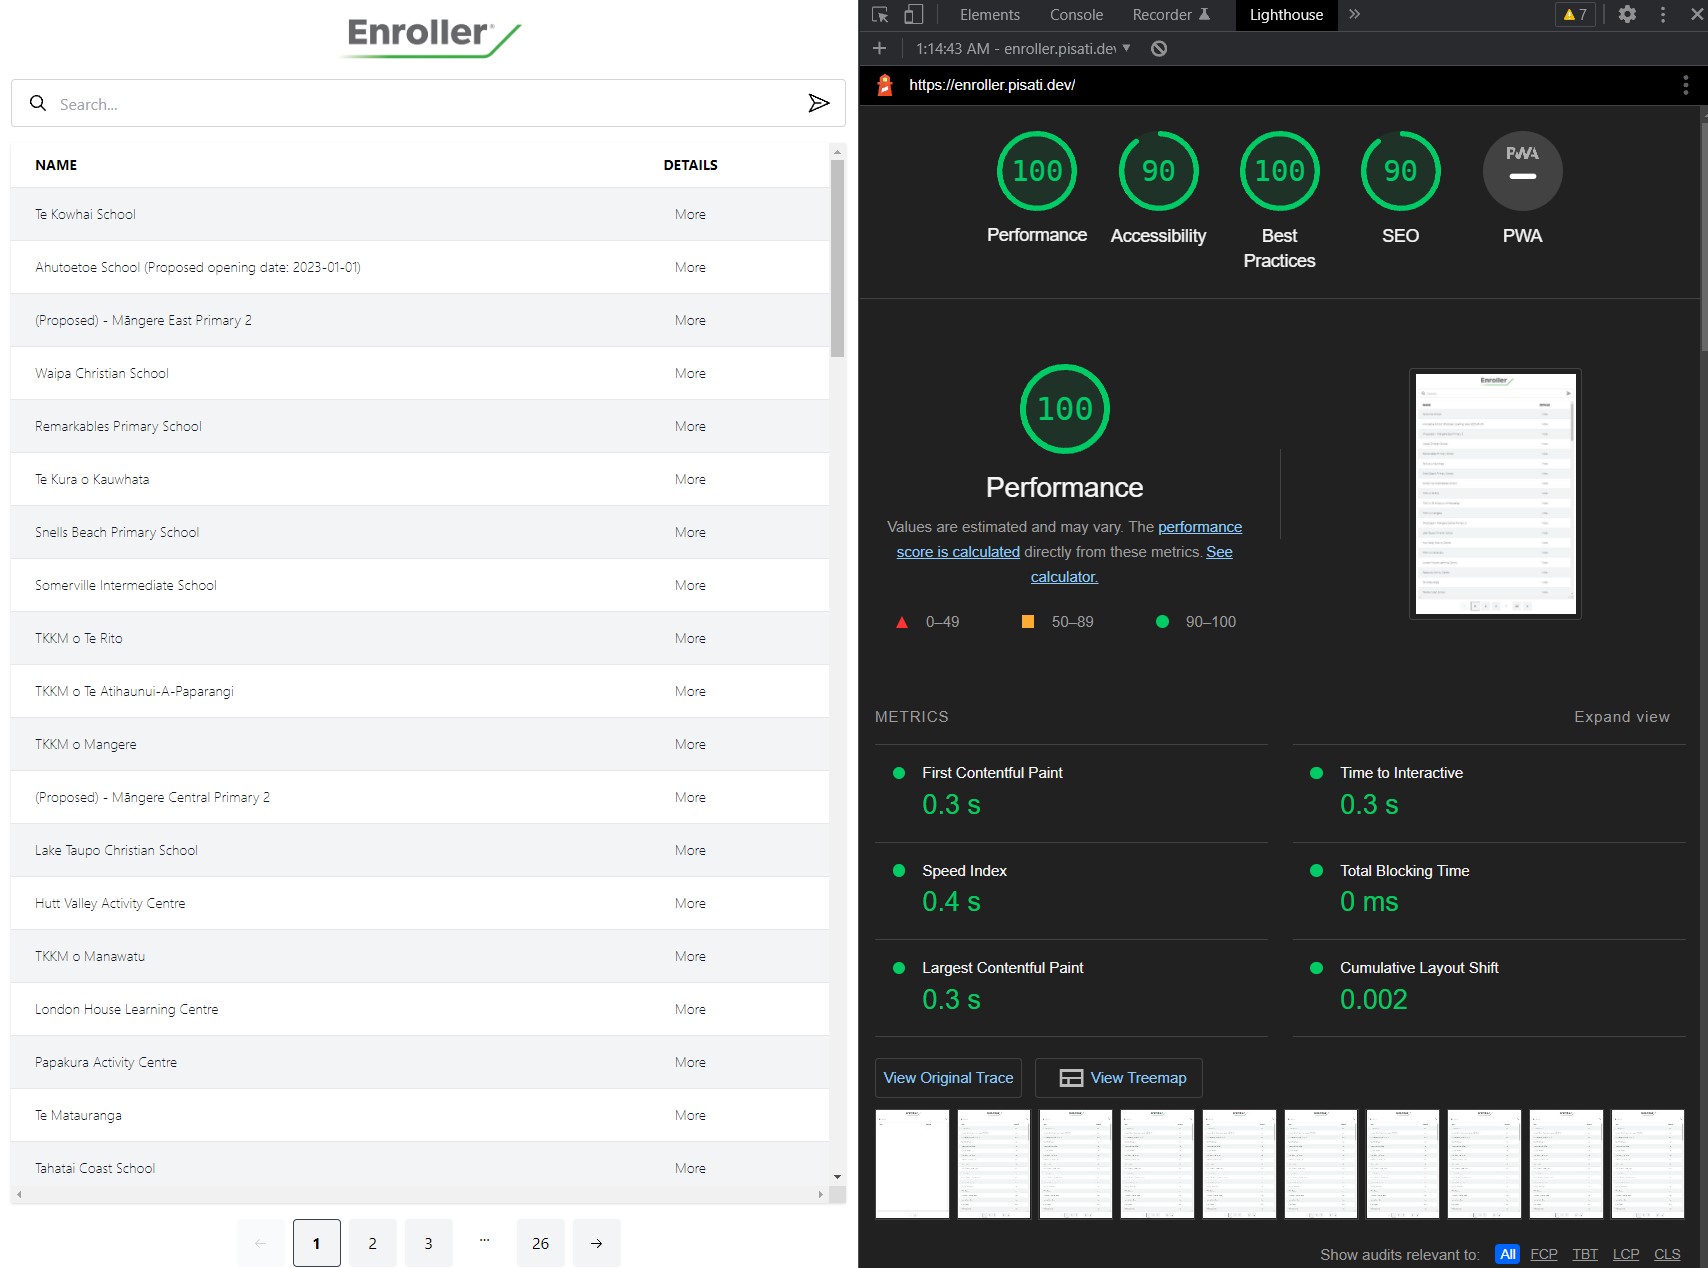 Enroller
Search...
NAME DETAILS
Te Kowhai School More
Ahutoetoe School (Proposed opening date: 2023-01-01) More
(Proposed) - Māngere East Primary 2 More
Waipa Christian School More
Remarkables Primary School More
Te Kura o Kauwhata More
Snells Beach Primary School More
Somerville Intermediate School More
TKKM o Te Rito More
TKKM o Te Atihaunui-A-Paparangi More
TKKM o Mangere More
(Proposed) - Māngere Central Primary 2 More
Lake Taupo Christian School More
Hutt Valley Activity Centre More
TKKM o Manawatu More
London House Learning Centre More
Papakura Activity Centre More
Te Matauranga More
Tahatai Coast School More
← 1 2 3 ... 26 →
Elements Console Recorder Lighthouse 7
1:14:43 AM - enroller.pisati.dev
https://enroller.pisati.dev/
100 90 100 90 PWA
Performance Accessibility Best Practices SEO PWA
100
Enroller
Performance
Values are estimated and may vary. The performance
score is calculated directly from these metrics. See
calculator.
0–49 50–89 90–100
METRICS Expand view
First Contentful Paint Time to Interactive
0.3 s 0.3 s
Speed Index Total Blocking Time
0.4 s 0 ms
Largest Contentful Paint Cumulative Layout Shift
0.3 s 0.002
View Original Trace View Treemap
Show audits relevant to: All FCP TBT LCP CLS